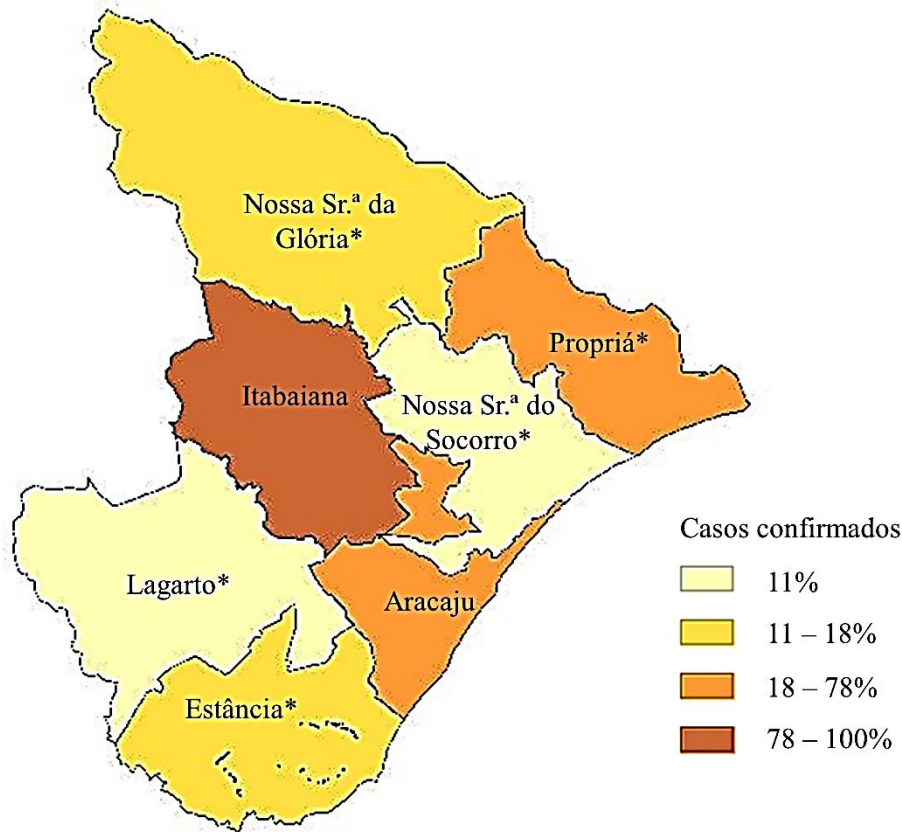 Nossa Sr.ª da
Glória*
Propriá*
Itabaiana
Nossa Sr.ª do
Socorro*
Lagarto*
Aracaju
Estância*
Casos confirmados
11%
11 – 18%
18 – 78%
78 – 100%